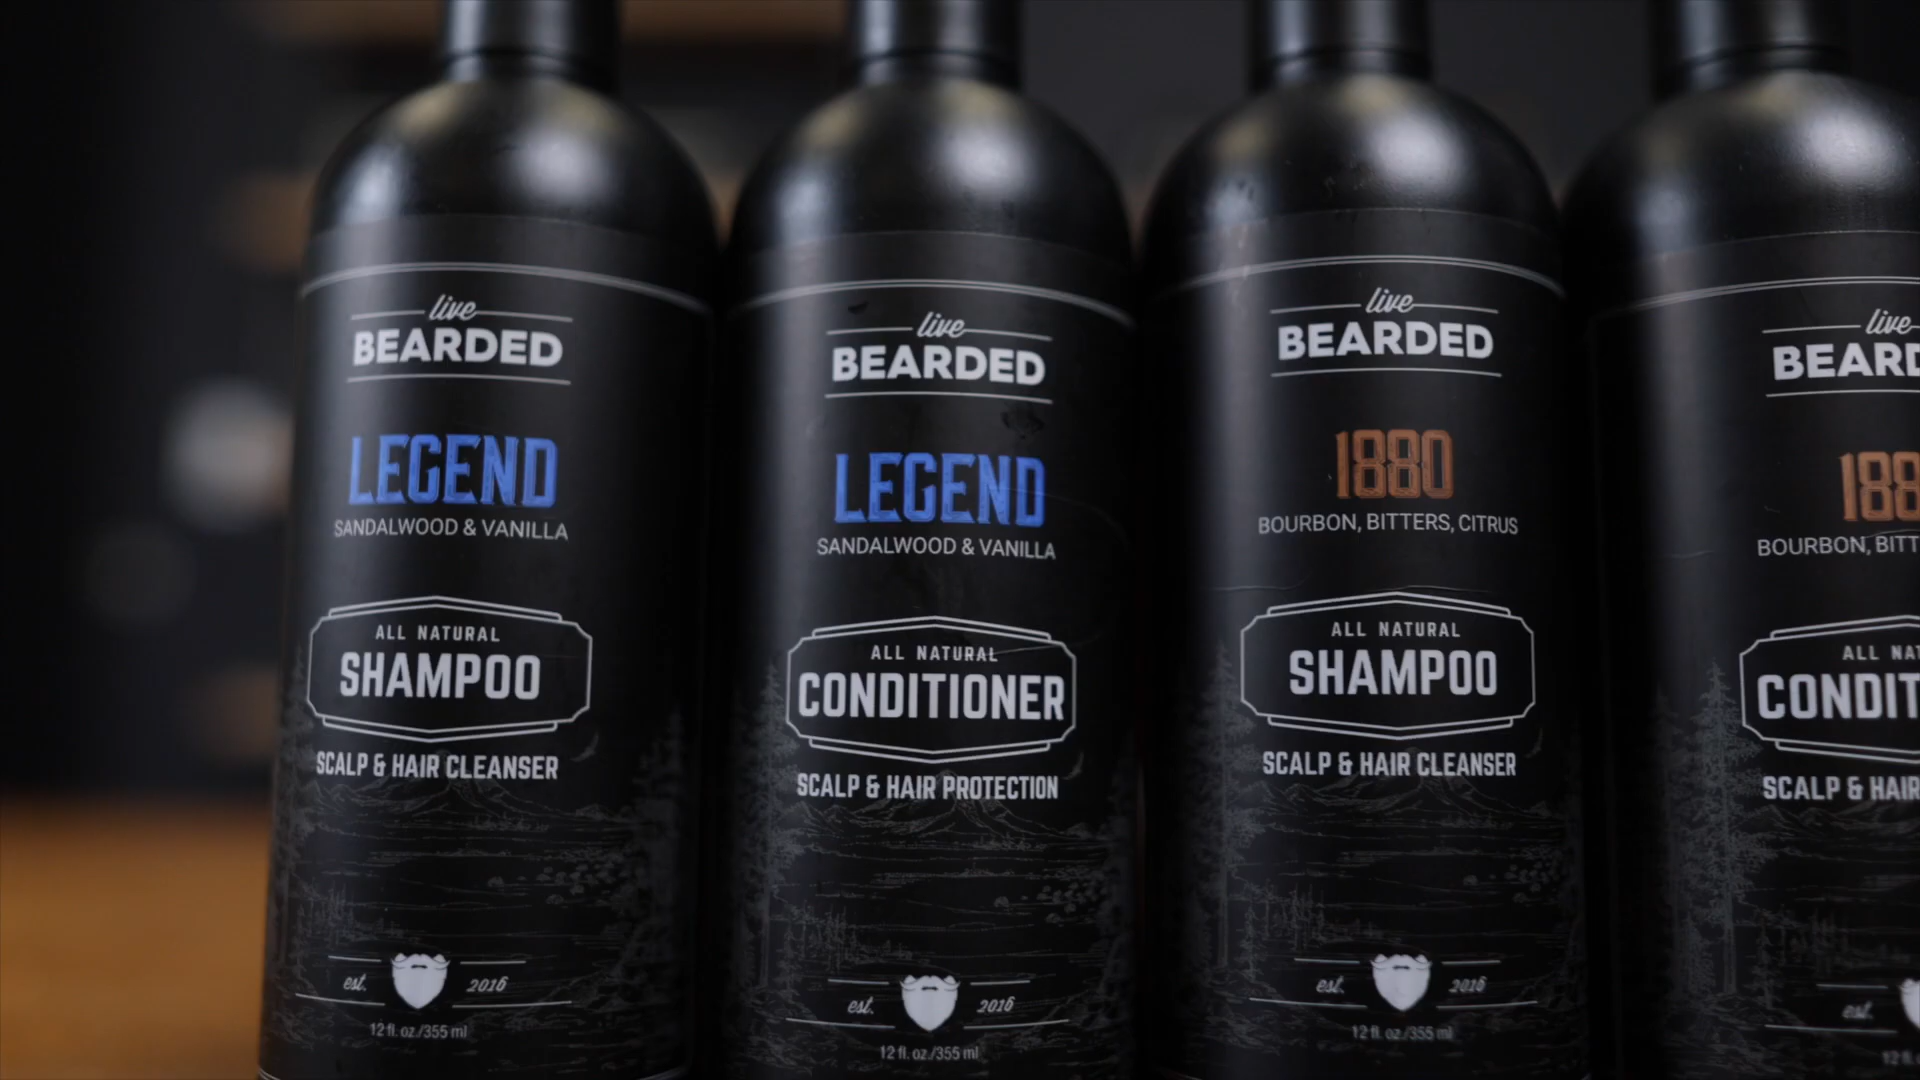 live
BEARDED
LEGEND
SANDALWOOD & VANILLA
ALL NATURAL
SHAMPOO
SCALP & HAIR CLEANSER
est. 2016
12 fl. oz./355 ml
live
BEARDED
LEGEND
SANDALWOOD & VANILLA
ALL NATURAL
CONDITIONER
SCALP & HAIR PROTECTION
est. 2016
12 fl. oz./355 ml
live
BEARDED
1880
BOURBON, BITTERS, CITRUS
ALL NATURAL
SHAMPOO
SCALP & HAIR CLEANSER
est. 2016
12 fl. oz./355 ml
live
BEARD
188
BOURBON, BITT
ALL NAT
CONDIT
SCALP & HAIR
est.
12 fl.